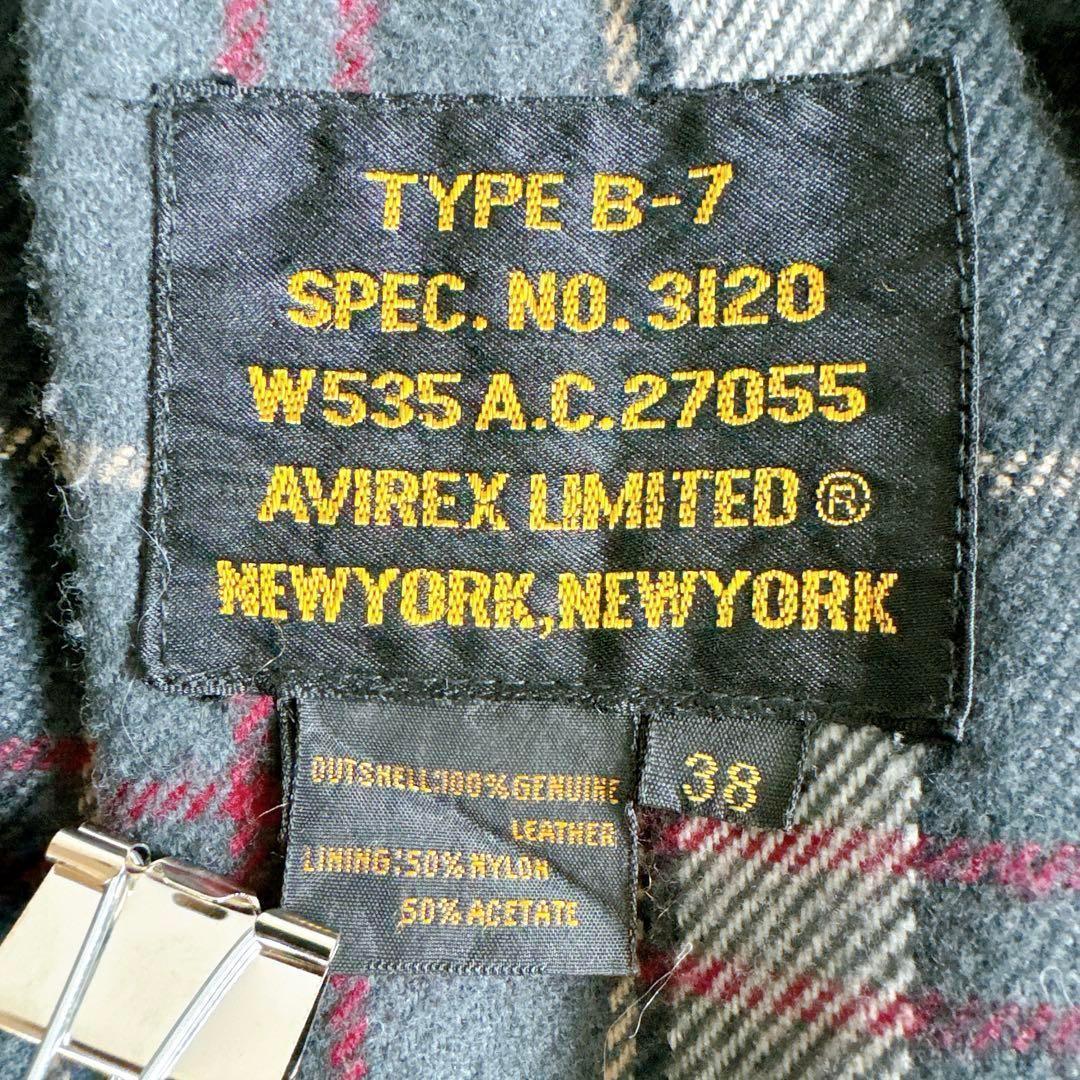 TYPE B-7
SPEC. NO. 3120
W535A.C.27055
AVIREX LIMITED®
NEWYORK,NEWYORK
OUTSHELL:100%GENUINE
LEATHER
LINING:50%NYLON
50%ACETATE
38